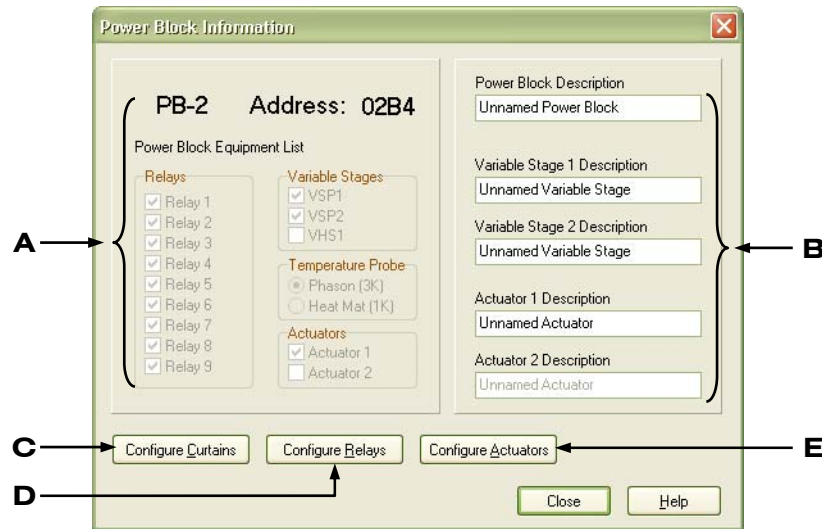 Power Block Information
PB-2 Address: 02B4
Power Block Equipment List
Relays
Relay 1
Relay 2
Relay 3
Relay 4
Relay 5
Relay 6
Relay 7
Relay 8
Relay 9
Variable Stages
VSP1
VSP2
VHS1
Temperature Probe
Phason (3K)
Heat Mat (1K)
Actuators
Actuator 1
Actuator 2
Power Block Description
Unnamed Power Block
Variable Stage 1 Description
Unnamed Variable Stage
Variable Stage 2 Description
Unnamed Variable Stage
Actuator 1 Description
Unnamed Actuator
Actuator 2 Description
Unnamed Actuator
A
B
C
Configure Curtains
Configure Relays
Configure Actuators
E
D
Close
Help